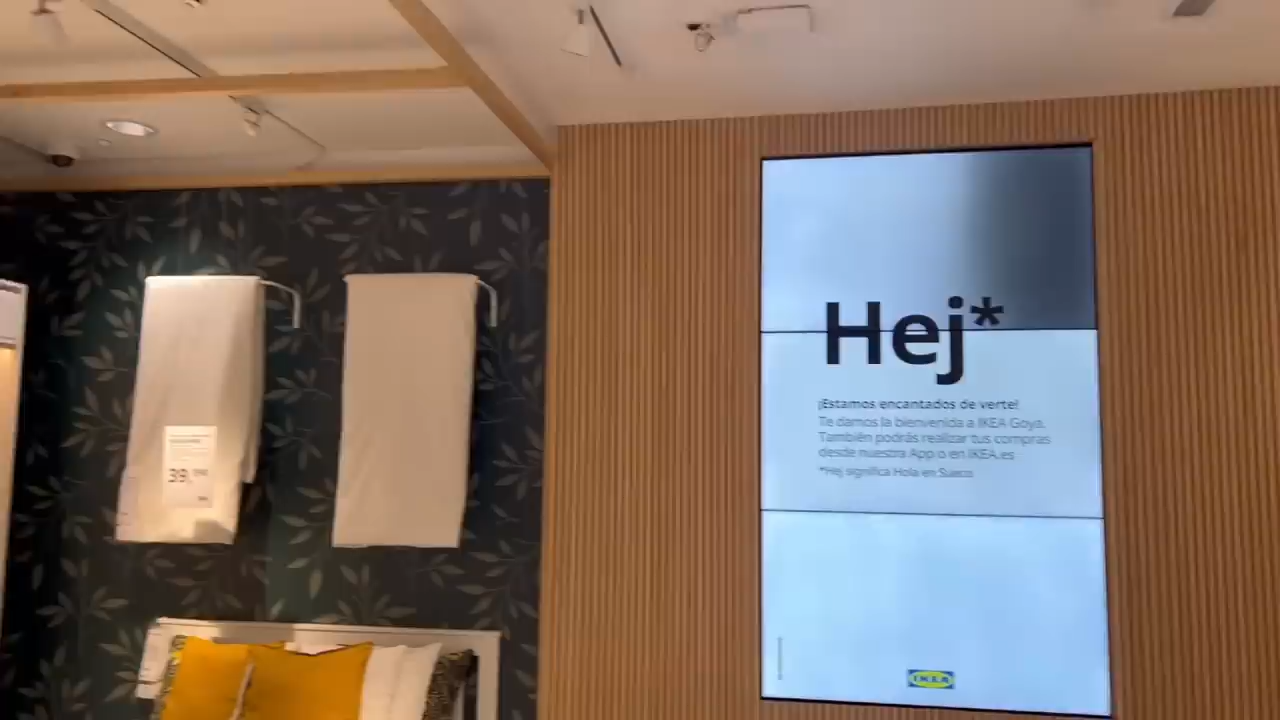 Hej*
¡Estamos encantados de verte!
Te damos la bienvenida a IKEA Goya.
También podrás realizar tus compras
desde nuestra App o en IKEA.es
*Hej significa Hola en Sueco
IKEA
39,